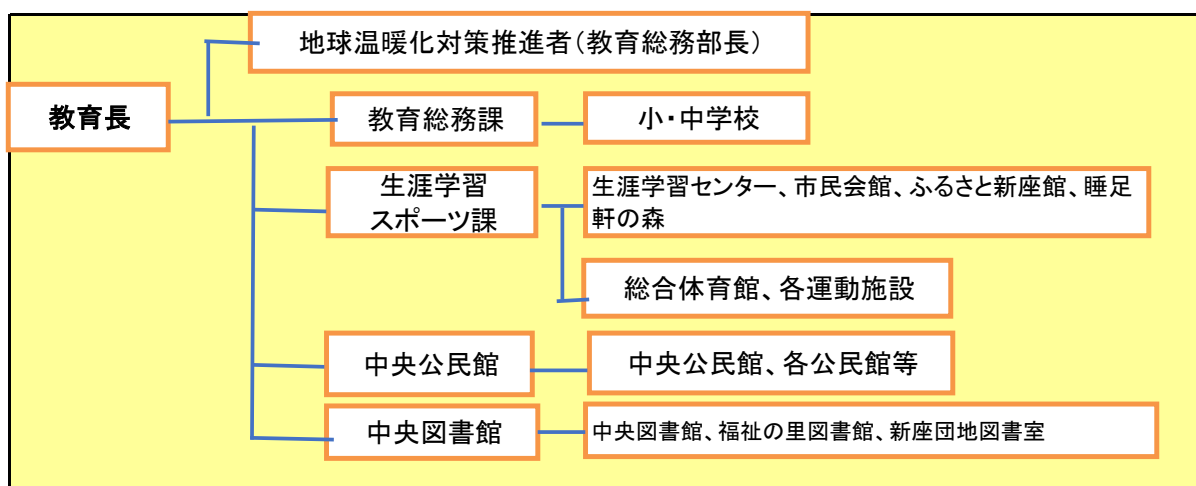 地球温暖化対策推進者（教育総務部長）
教育長
教育総務課
小・中学校
生涯学習
スポーツ課
生涯学習センター、市民会館、ふるさと新座館、睡足
軒の森
総合体育館、各運動施設
中央公民館
中央公民館、各公民館等
中央図書館
中央図書館、福祉の里図書館、新座団地図書室